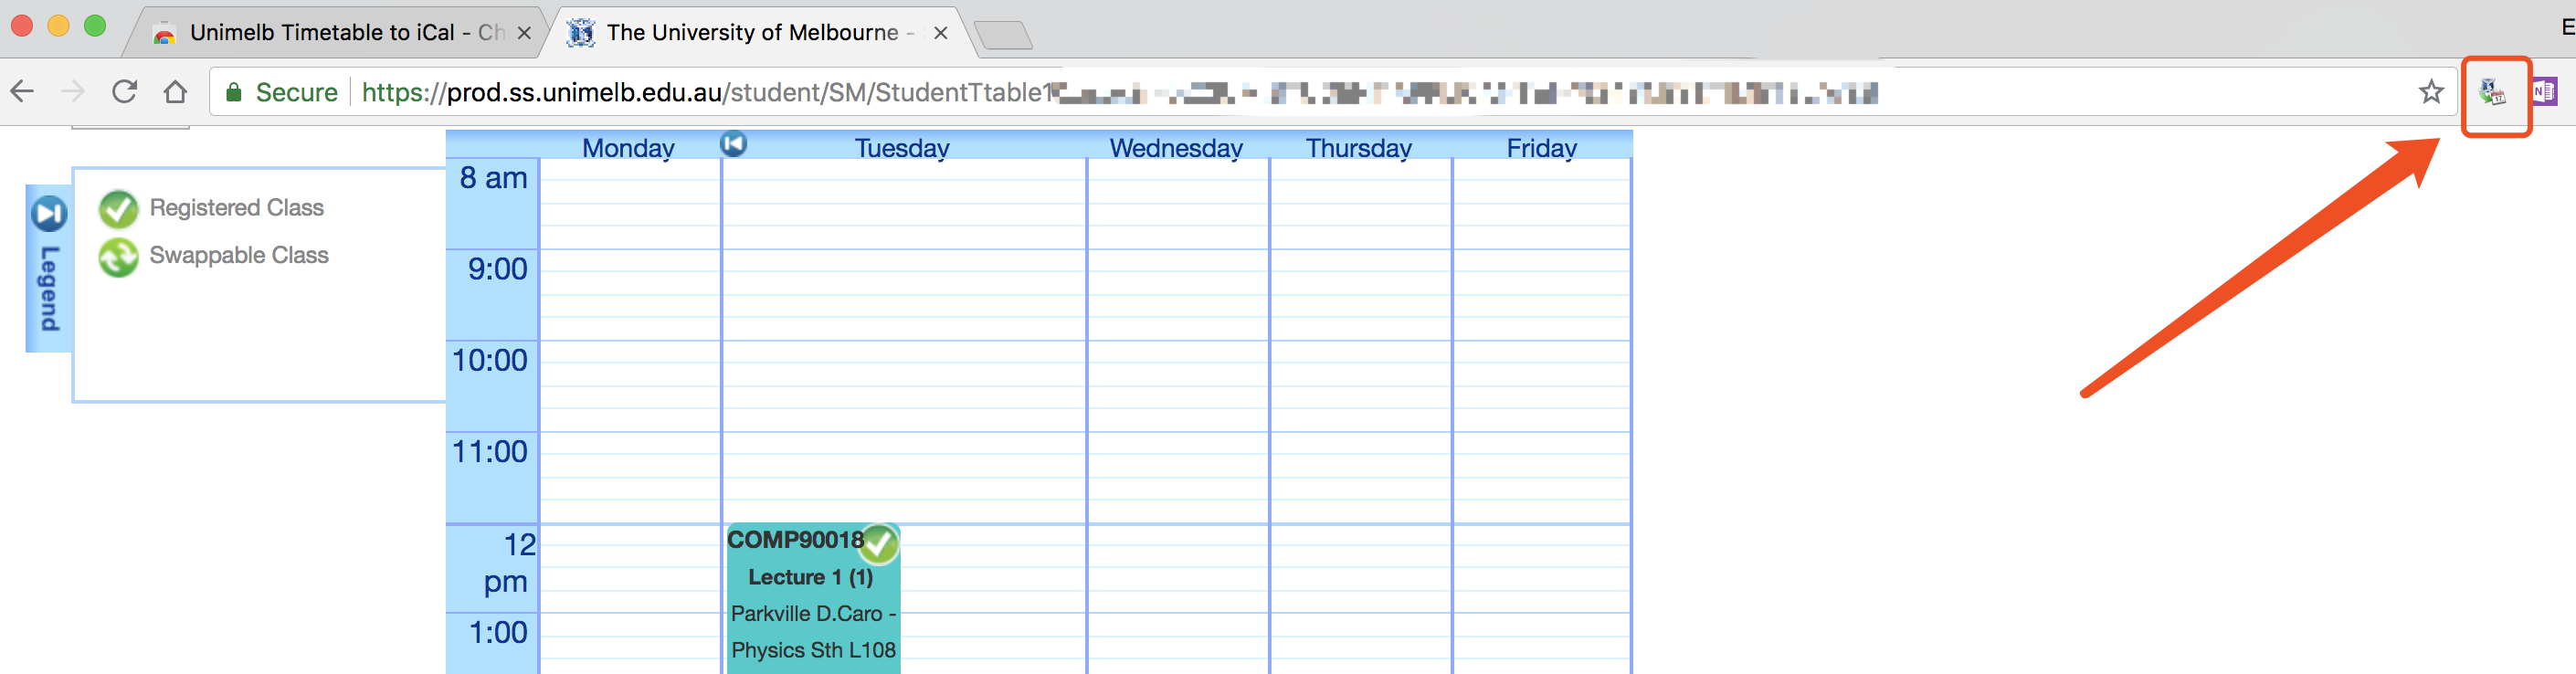 Unimelb Timetable to iCal - Ch
The University of Melbourne -
E
Secure
https://prod.ss.unimelb.edu.au/student/SM/StudentTtable1
N
17
Monday
Tuesday
Wednesday
Thursday
Friday
Legend
Registered Class
Swappable Class
8 am
9:00
10:00
11:00
12
pm
1:00
COMP90018
Lecture 1 (1)
Parkville D.Caro -
Physics Sth L108